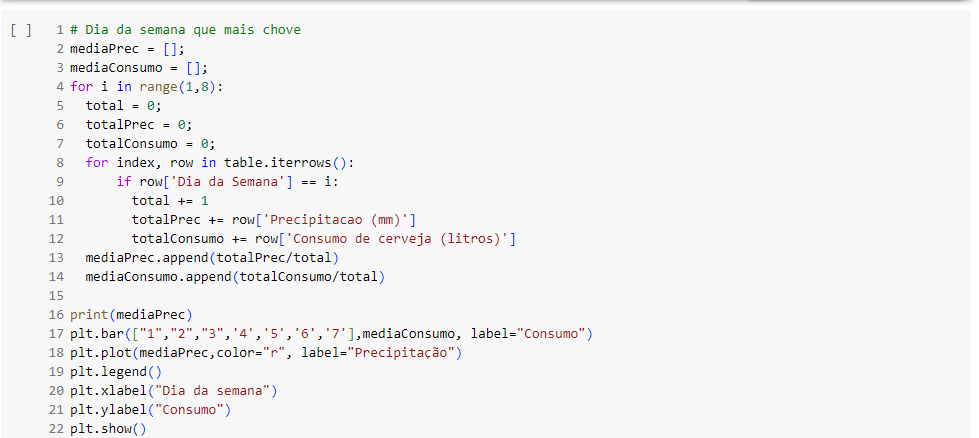 [ ] 1 # Dia da semana que mais chove
2 mediaPrec = [];
3 mediaConsumo = [];
4 for i in range(1,8):
5   total = 0;
6   totalPrec = 0;
7   totalConsumo = 0;
8   for index, row in table.iterrows():
9       if row['Dia da Semana'] == i:
10         total += 1
11         totalPrec += row['Precipitacao (mm)']
12         totalConsumo += row['Consumo de cerveja (litros)']
13   mediaPrec.append(totalPrec/total)
14   mediaConsumo.append(totalConsumo/total)
15
16 print(mediaPrec)
17 plt.bar(["1","2","3",'4','5','6','7'],mediaConsumo, label="Consumo")
18 plt.plot(mediaPrec,color="r", label="Precipitação")
19 plt.legend()
20 plt.xlabel("Dia da semana")
21 plt.ylabel("Consumo")
22 plt.show()